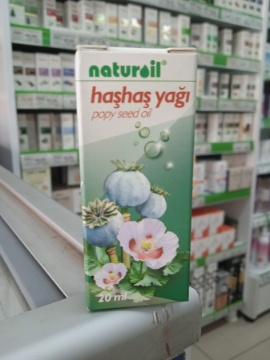 naturoil®
haşhaş yağı
popy seed oil
20 ml